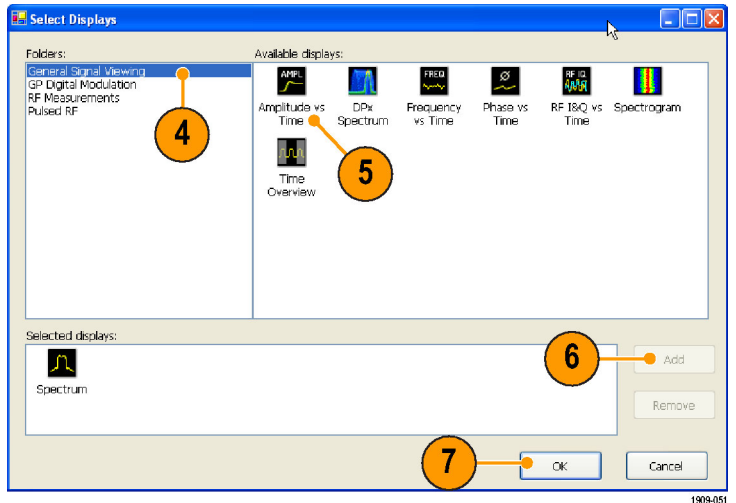 Select Displays
Folders:
Available displays:
General Signal Viewing
GP Digital Modulation
RF Measurements
Pulsed RF
4
AMPL
FREQ
Ø
RF IQ
Amplitude vs Time
DPx Spectrum
Frequency vs Time
Phase vs Time
RF I&Q vs Time
Spectrogram
5
Time Overview
Selected displays:
Spectrum
6
Add
Remove
7
OK
Cancel
1909-051